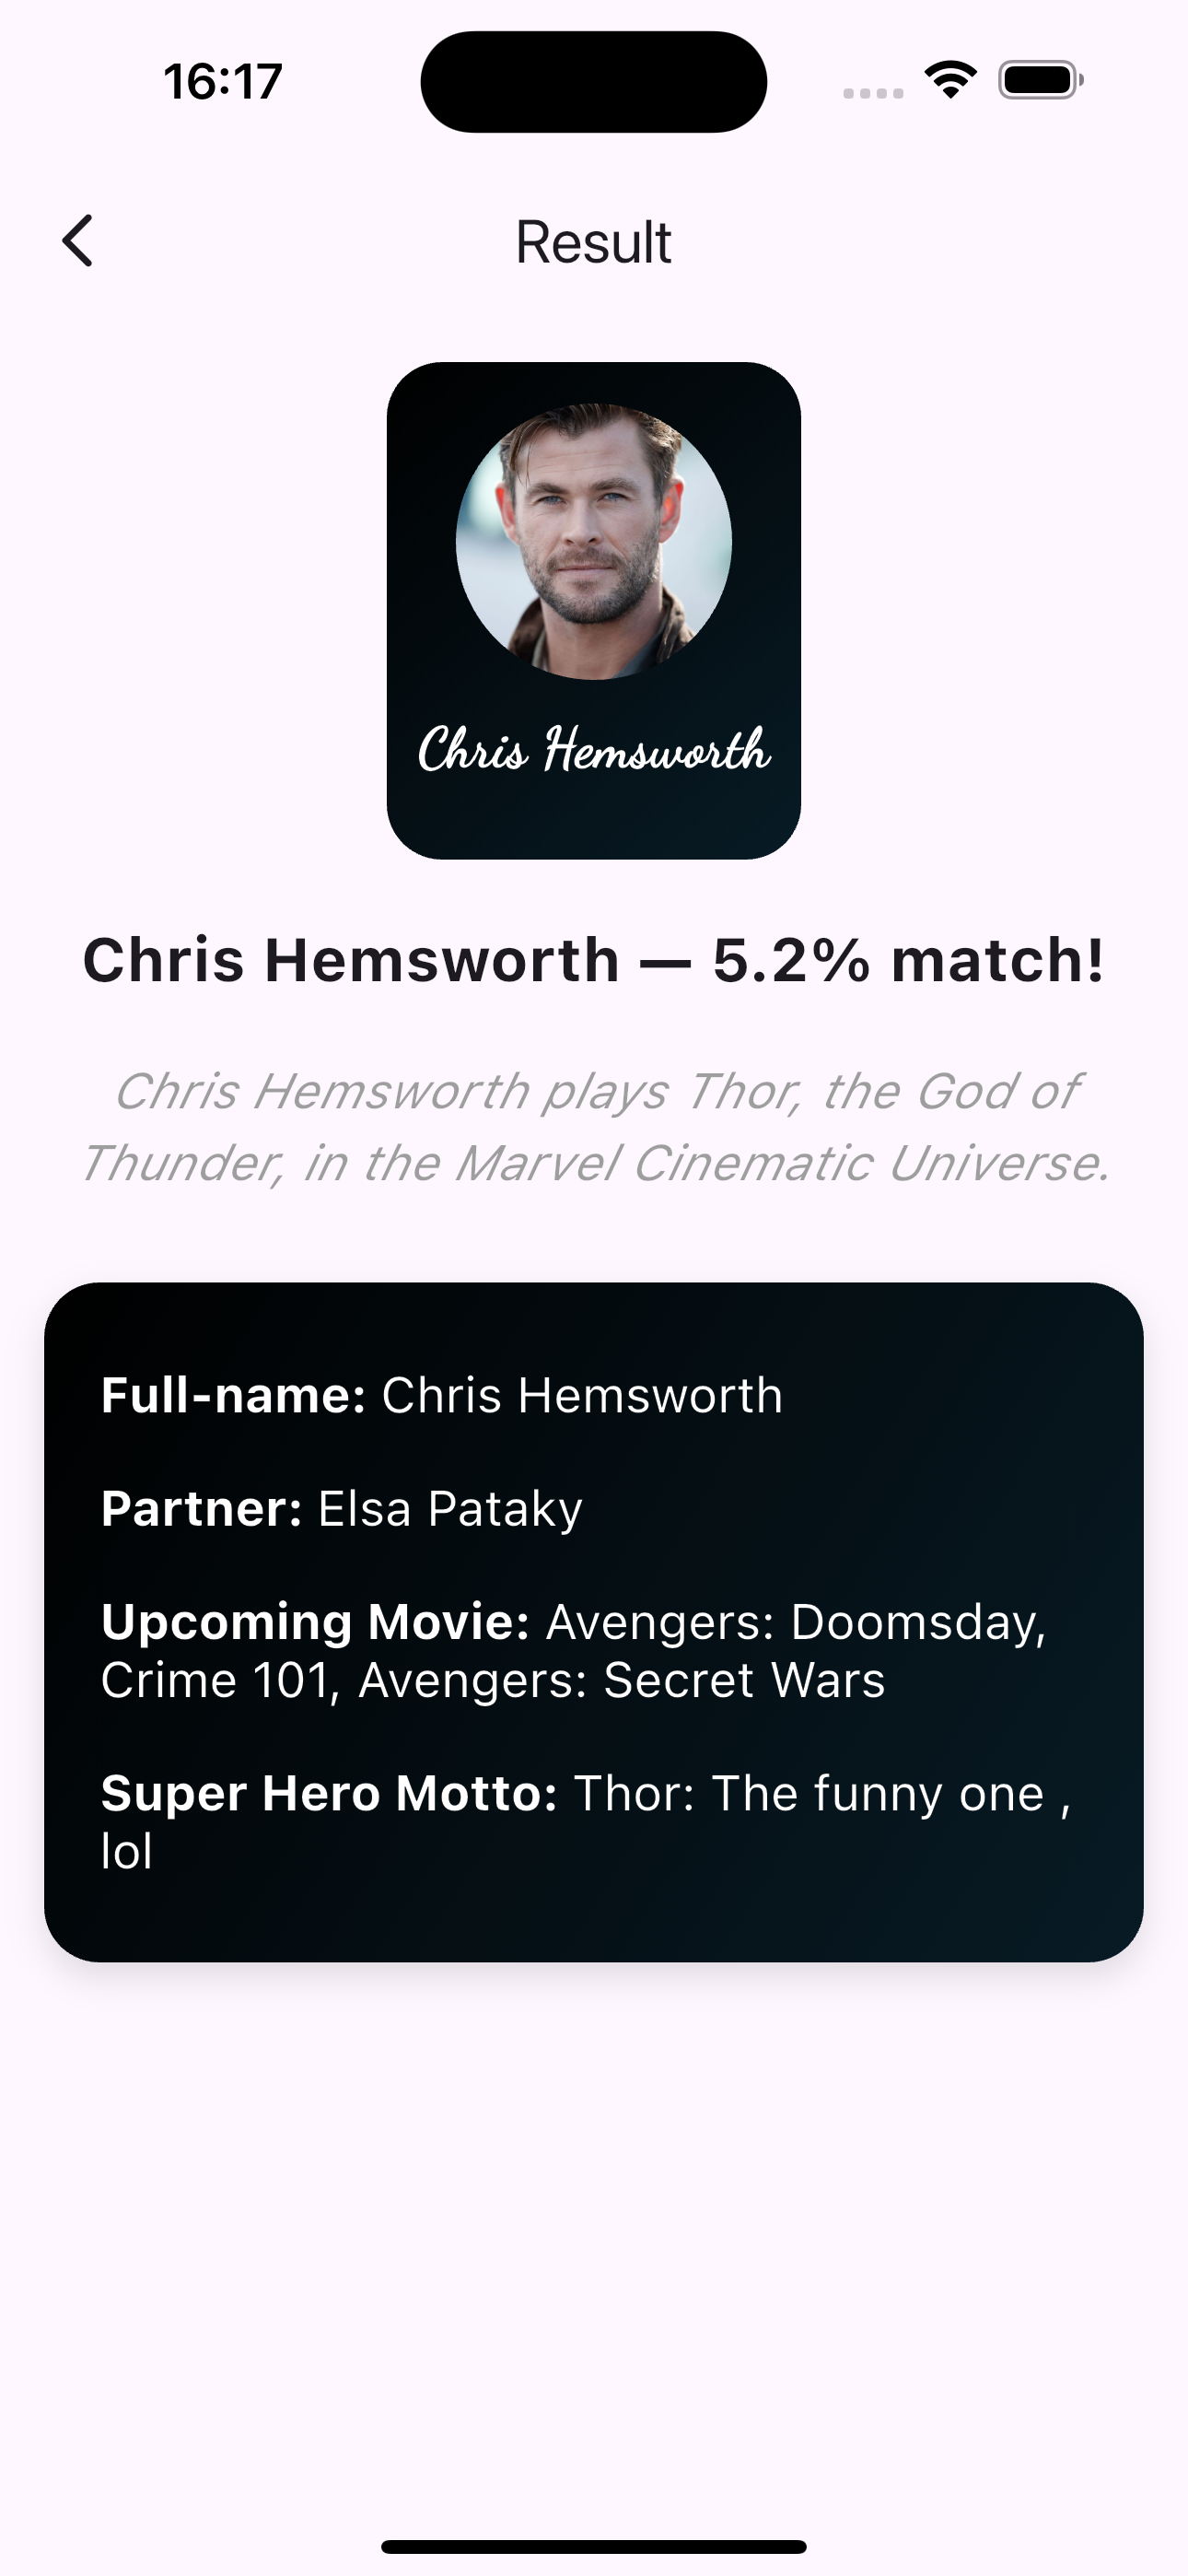 16:17
Result
Chris Hemsworth
Chris Hemsworth — 5.2% match!
Chris Hemsworth plays Thor, the God of
Thunder, in the Marvel Cinematic Universe.
Full-name: Chris Hemsworth
Partner: Elsa Pataky
Upcoming Movie: Avengers: Doomsday,
Crime 101, Avengers: Secret Wars
Super Hero Motto: Thor: The funny one ,
lol